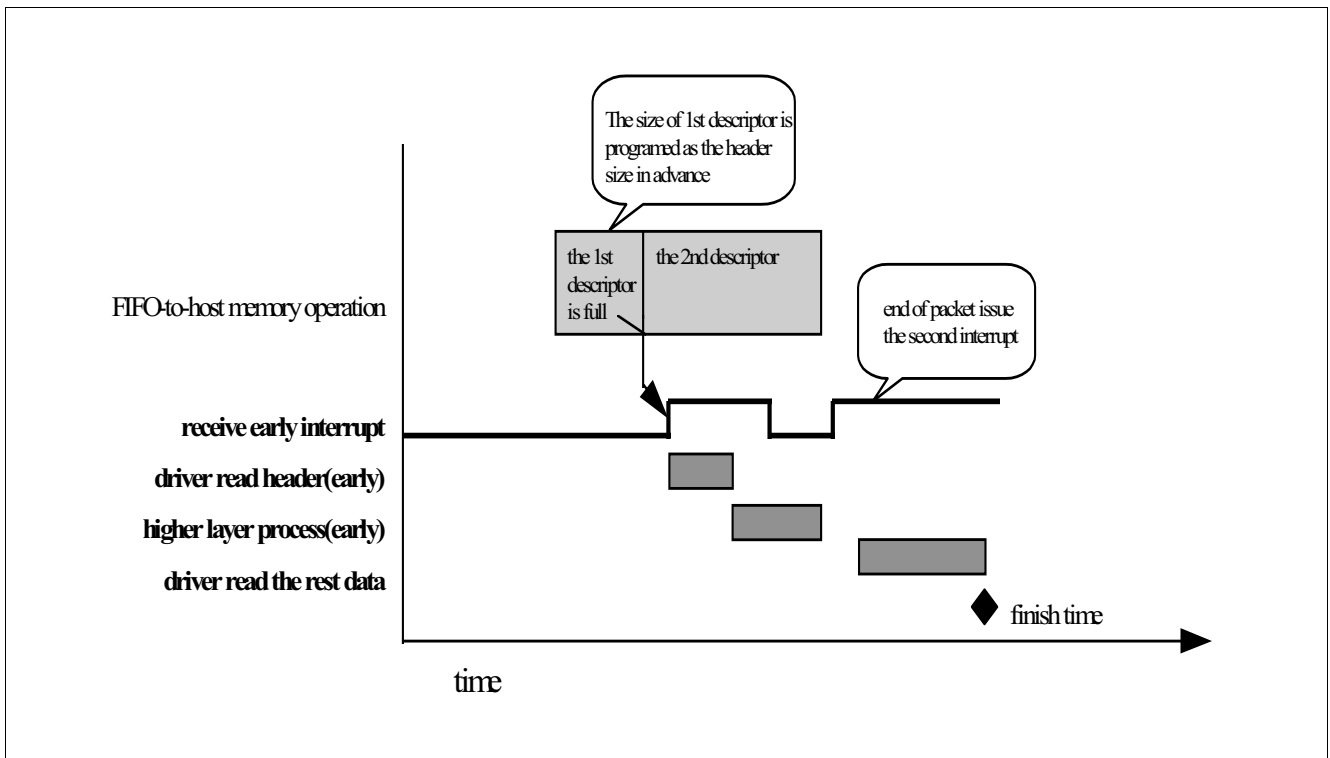 The size of 1st descriptor is
programed as the header
size in advance
the 1st
descriptor
is full
the 2nd descriptor
FIFO-to-host memory operation
end of packet issue
the second interrupt
receive early interrupt
driver read header(early)
higher layer process(early)
driver read the rest data
finish time
time